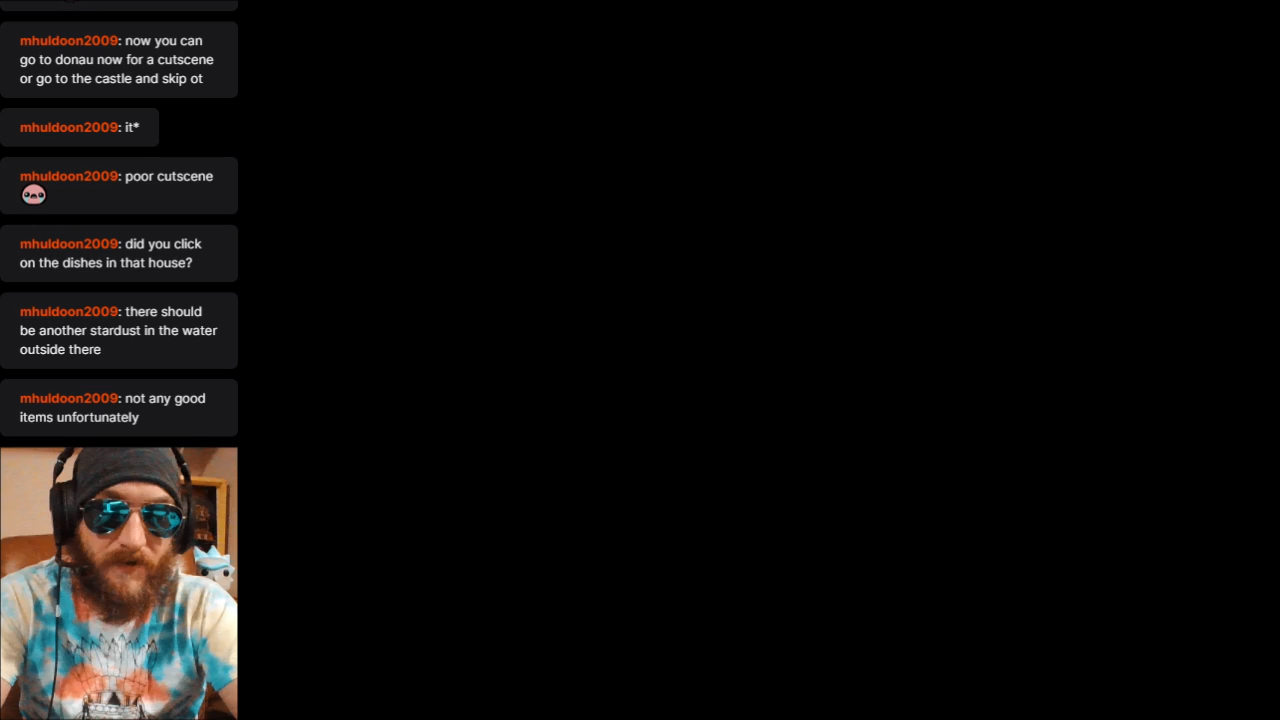 mhuldoon2009: now you can
go to donau now for a cutscene
or go to the castle and skip ot
mhuldoon2009: it*
mhuldoon2009: poor cutscene
mhuldoon2009: did you click
on the dishes in that house?
mhuldoon2009: there should
be another stardust in the water
outside there
mhuldoon2009: not any good
items unfortunately